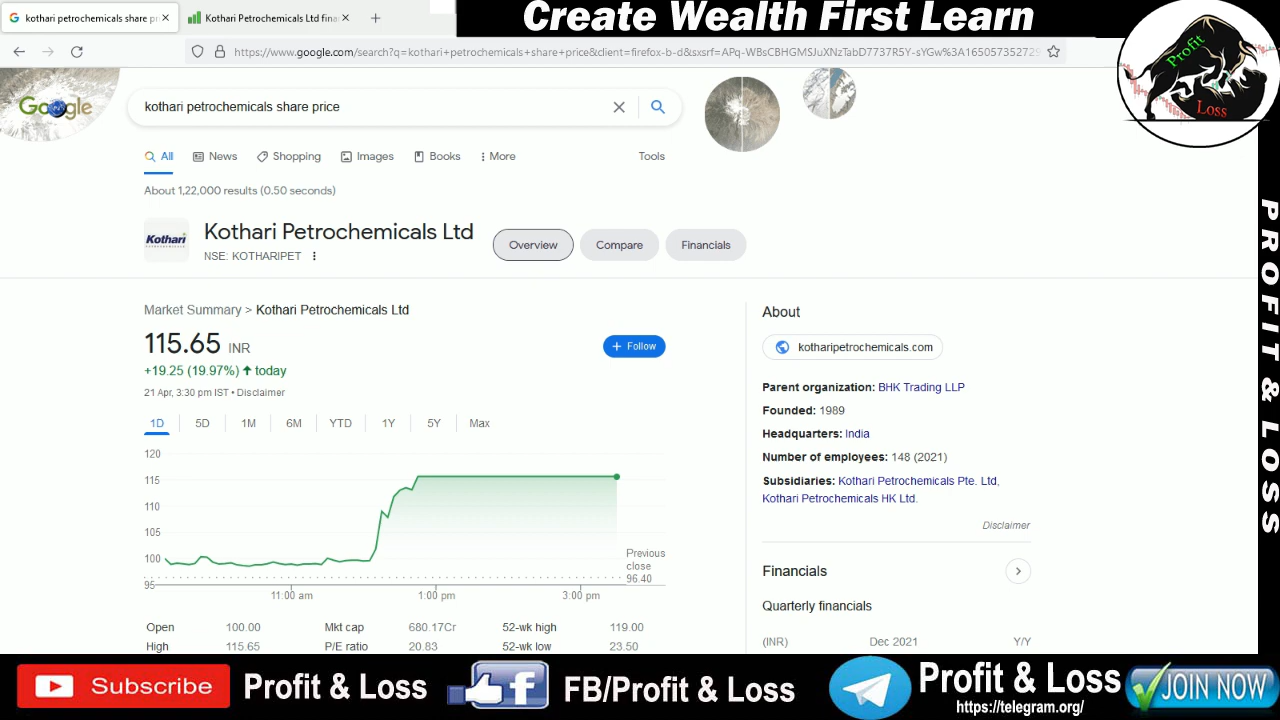 kothari petrochemicals share pr
Kothari Petrochemicals Ltd fina
Create Wealth First Learn
https://www.google.com/search?q=kothari+petrochemicals+share+price&client=firefox-b-d&sxsrf=APq-WBsCBHGMSJuXNzTabD7737R5Y-sYGw%3A165057352729
Profit
Loss
Google
kothari petrochemicals share price
All
News
Shopping
Images
Books
More
Tools
About 1,22,000 results (0.50 seconds)
Kothari
Kothari Petrochemicals Ltd
NSE: KOTHARIPET
Overview
Compare
Financials
Market Summary > Kothari Petrochemicals Ltd
115.65 INR
+ Follow
+19.25 (19.97%) ↑ today
21 Apr, 3:30 pm IST • Disclaimer
1D
5D
1M
6M
YTD
1Y
5Y
Max
120
115
110
105
100
95
Previous
close
96.40
11:00 am
1:00 pm
3:00 pm
Open 100.00 Mkt cap 680.17Cr 52-wk high 119.00
High 115.65 P/E ratio 20.83 52-wk low 23.50
About
kotharipetrochemicals.com
Parent organization: BHK Trading LLP
Founded: 1989
Headquarters: India
Number of employees: 148 (2021)
Subsidiaries: Kothari Petrochemicals Pte. Ltd,
Kothari Petrochemicals HK Ltd.
Disclaimer
Financials
Quarterly financials
(INR) Dec 2021 Y/Y
PROFIT & LOSS
Subscribe
Profit & Loss
f
FB/Profit & Loss
Profit & Loss
https://telegram.org/
JOIN NOW